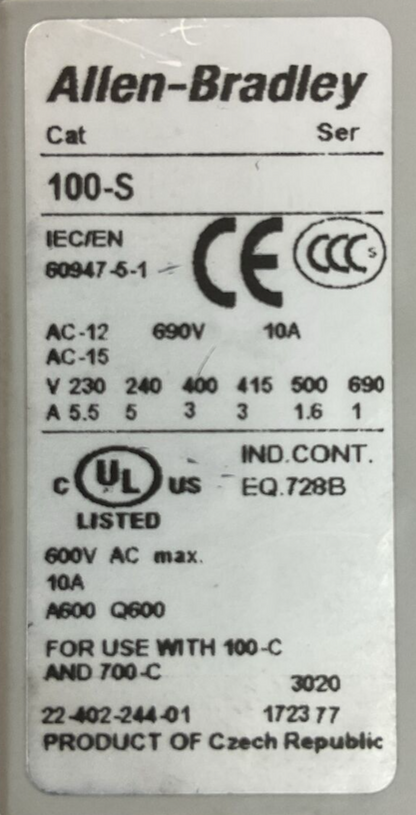 Allen-Bradley
Cat Ser
100-S
IEC/EN
60947-5-1
CE
CCC S
AC-12 690V 10A
AC-15
V 230 240 400 415 500 690
A 5.5 5 3 3 1.6 1
C UL US IND.CONT.
EQ.728B
LISTED
600V AC max.
10A
A600 Q600
FOR USE WITH 100-C
AND 700-C
3020
22-402-244-01 1723 77
PRODUCT OF Czech Republic